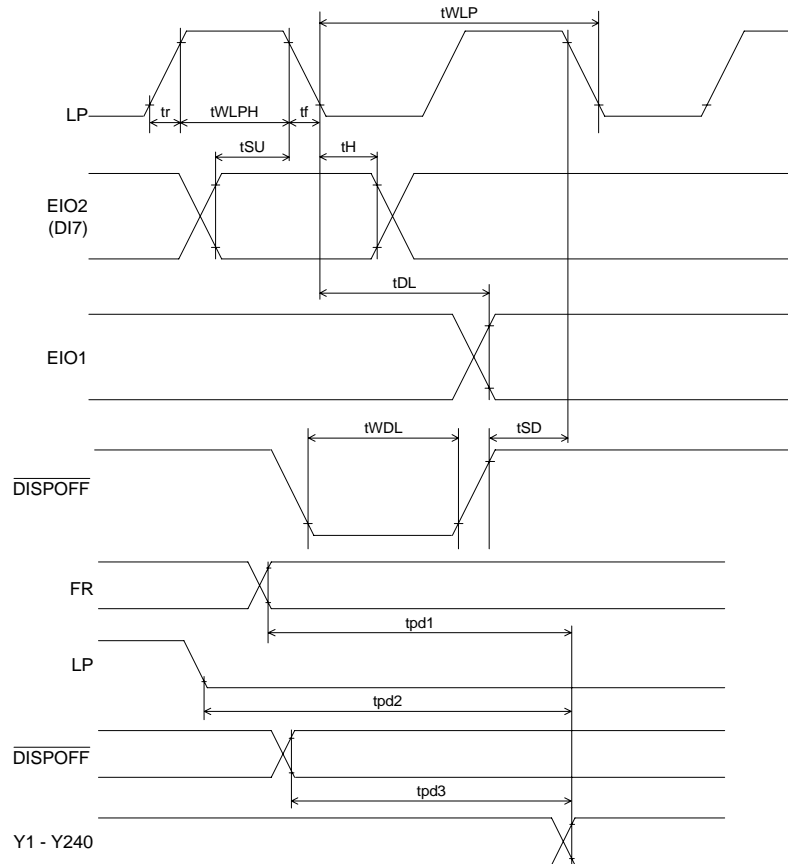 tWLP
LP
tr
tWLPH
tf
tSU
tH
EIO2
(DI7)
tDL
EIO1
tWDL
tSD
DISPOFF
FR
tpd1
LP
tpd2
DISPOFF
tpd3
Y1 - Y240